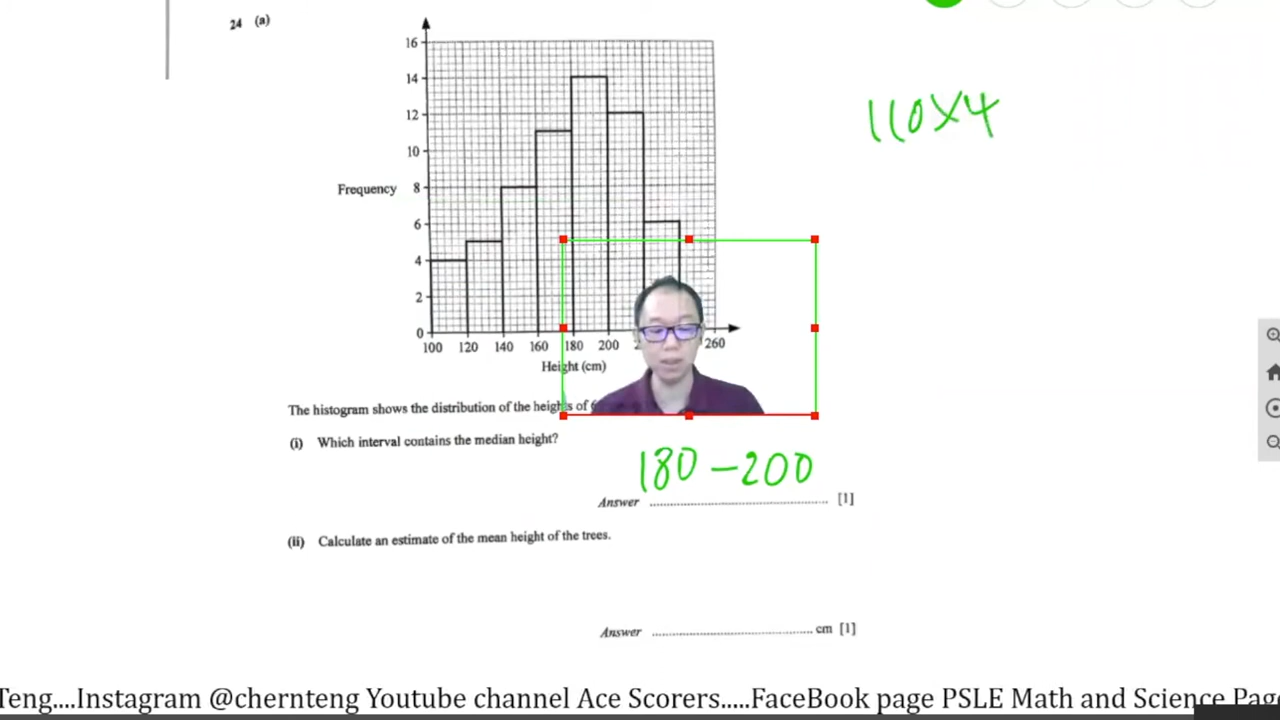 24 (a)
16
14
12
10
Frequency 8
6
4
2
0
100 120 140 160 180 200 260
Height (cm)
110×4
The histogram shows the distribution of the heights of
(i) Which interval contains the median height?
180-200
Answer ........................................ [1]
(ii) Calculate an estimate of the mean height of the trees.
Answer ........................................ cm [1]
Teng....Instagram @chernteng Youtube channel Ace Scorers.....FaceBook page PSLE Math and Science Page